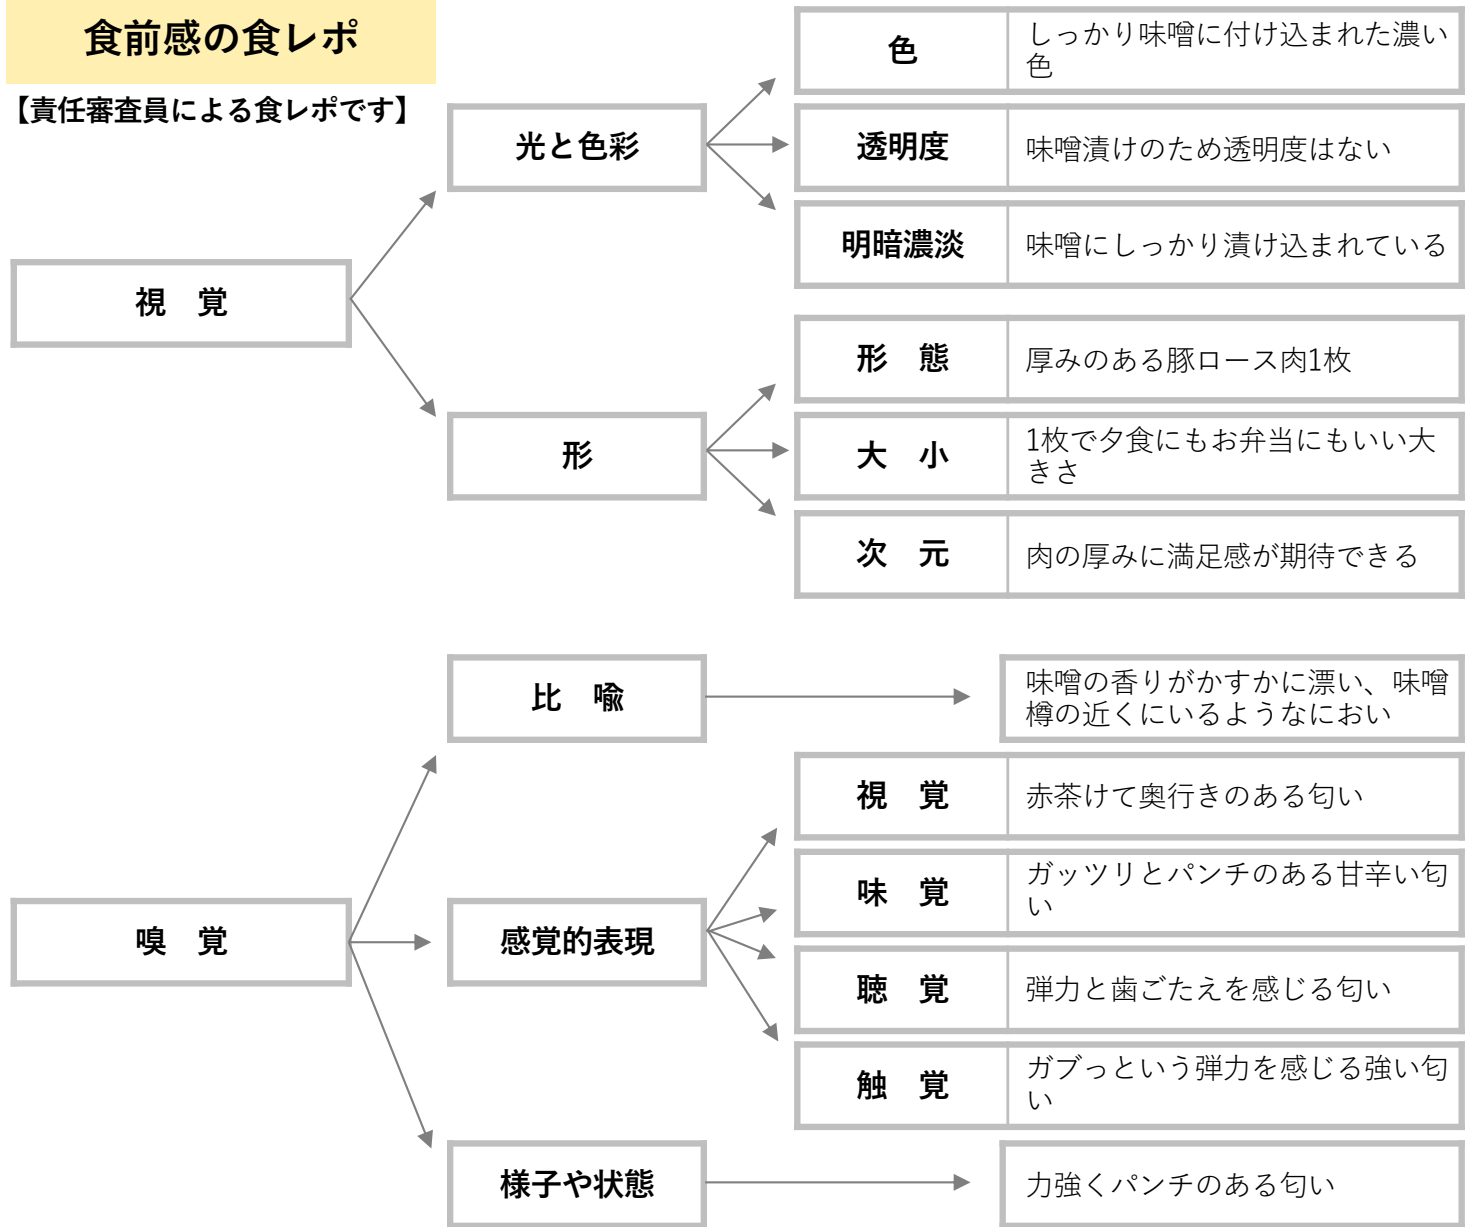 食前感の食レポ
【責任審査員による食レポです】
視　覚
光と色彩
色
しっかり味噌に付け込まれた濃い
色
透明度
味噌漬けのため透明度はない
明暗濃淡
味噌にしっかり漬け込まれている
形
形　態
厚みのある豚ロース肉1枚
大　小
1枚で夕食にもお弁当にもいい大
きさ
次　元
肉の厚みに満足感が期待できる
嗅　覚
比　喩
味噌の香りがかすかに漂い、味噌
樽の近くにいるようなにおい
感覚的表現
視　覚
赤茶けて奥行きのある匂い
味　覚
ガッツリとパンチのある甘辛い匂
い
聴　覚
弾力と歯ごたえを感じる匂い
触　覚
ガブっという弾力を感じる強い匂
い
様子や状態
力強くパンチのある匂い